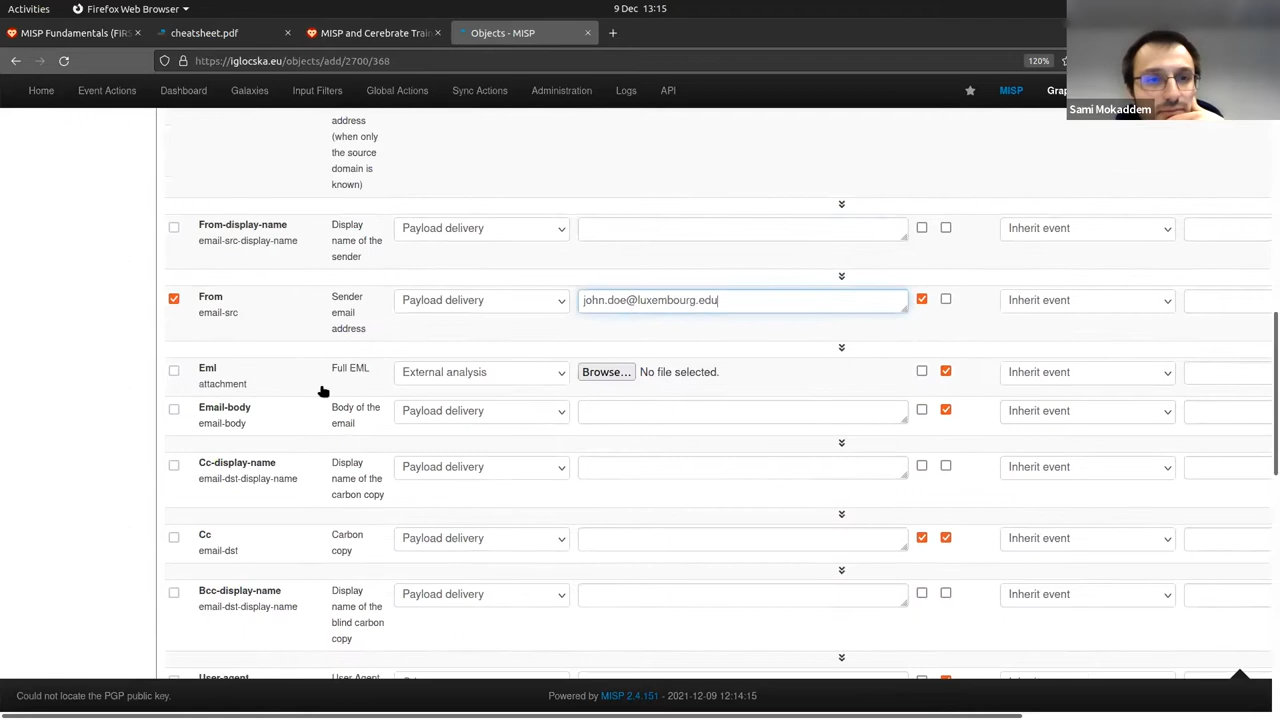 Activities
Firefox Web Browser
9 Dec 13:15
MISP Fundamentals (FIRS
cheatsheet.pdf
MISP and Cerebrate Train
Objects - MISP
https://iglocska.eu/objects/add/2700/368
120%
Home
Event Actions
Dashboard
Galaxies
Input Filters
Global Actions
Sync Actions
Administration
Logs
API
MISP
Sami Mokaddem
address
(when only
the source
domain is
known)
From-display-name
email-src-display-name
Display
name of the
sender
Payload delivery
Inherit event
From
email-src
Sender
email
address
Payload delivery
john.doe@luxembourg.edu
Inherit event
Eml
attachment
Full EML
External analysis
Browse…
No file selected.
Inherit event
Email-body
email-body
Body of the
email
Payload delivery
Inherit event
Cc-display-name
email-dst-display-name
Display
name of the
carbon copy
Payload delivery
Inherit event
Cc
email-dst
Carbon
copy
Payload delivery
Inherit event
Bcc-display-name
email-dst-display-name
Display
name of the
blind carbon
copy
Payload delivery
Inherit event
User-agent
User Agent
Could not locate the PGP public key.
Powered by MISP 2.4.151 - 2021-12-09 12:14:15